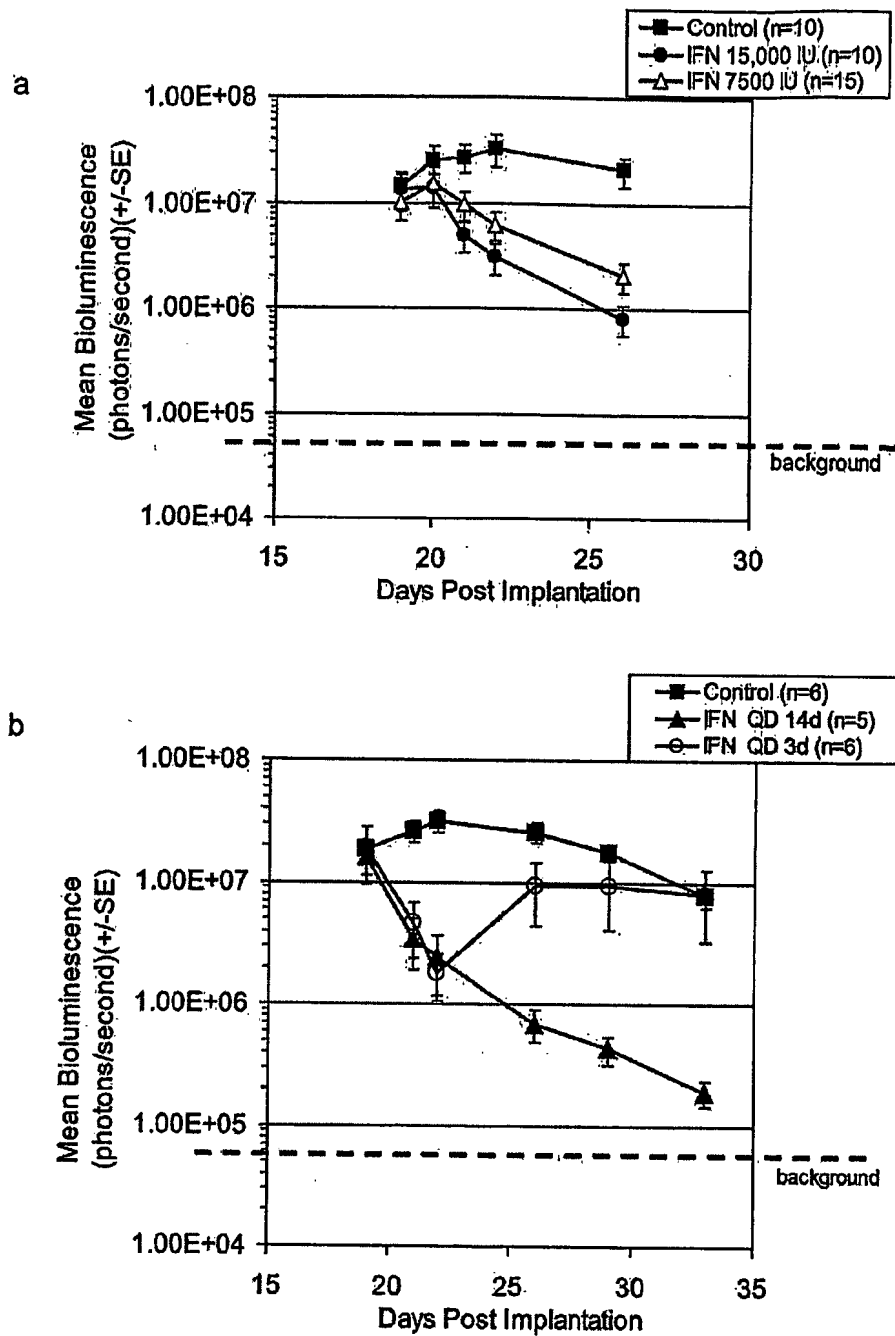 a
Control (n=10)
IFN 15,000 IU (n=10)
IFN 7500 IU (n=15)
Mean Bioluminescence
(photons/second)(+/-SE)
1.00E+08
1.00E+07
1.00E+06
1.00E+05
1.00E+04
background
15
20
25
30
Days Post Implantation
b
Control (n=6)
IFN QD 14d (n=5)
IFN QD 3d (n=6)
Mean Bioluminescence
(photons/second)(+/-SE)
1.00E+08
1.00E+07
1.00E+06
1.00E+05
1.00E+04
background
15
20
25
30
35
Days Post Implantation